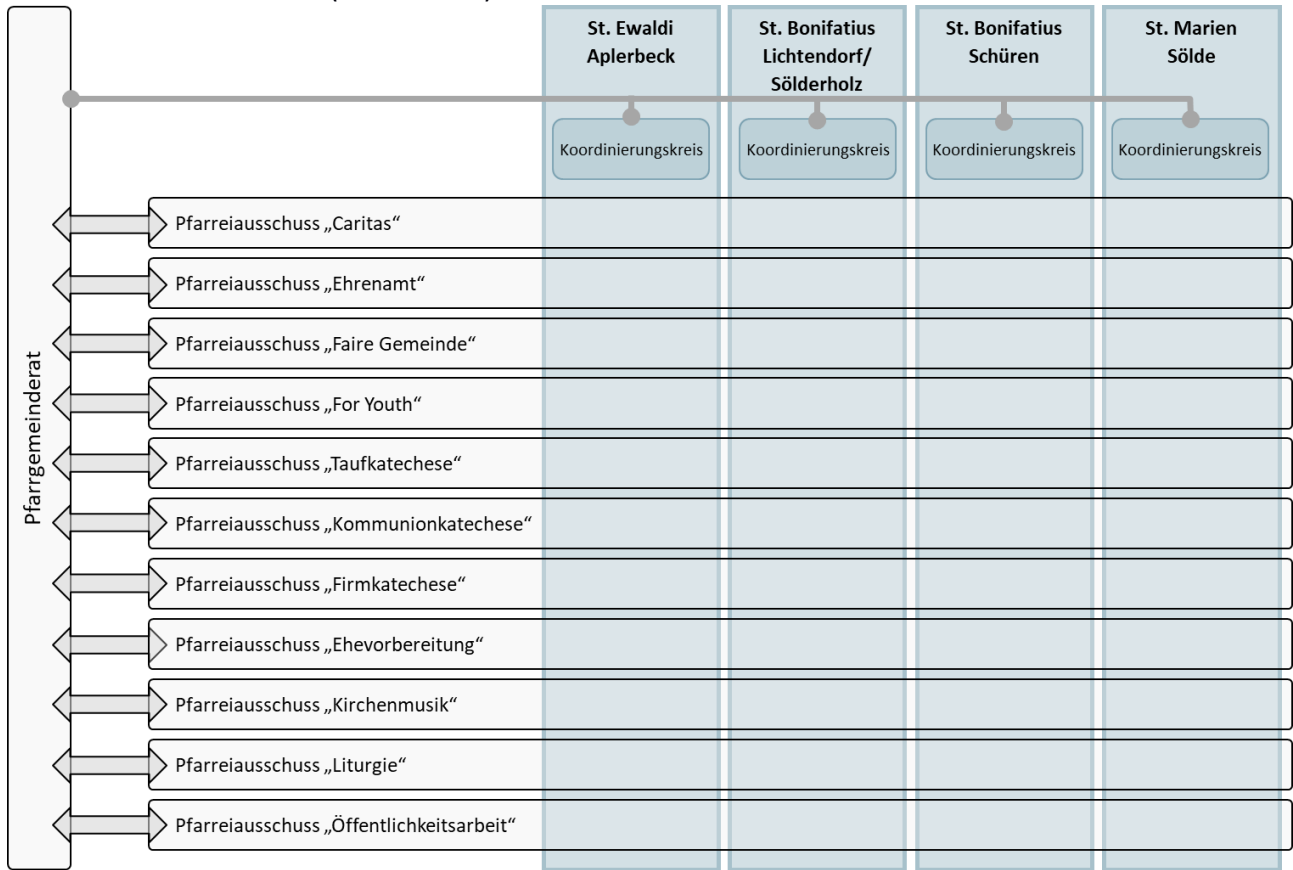 St. Ewaldi
Aplerbeck
St. Bonifatius
Lichtendorf/
Sölderholz
St. Bonifatius
Schüren
St. Marien
Sölde
Koordinierungskreis
Koordinierungskreis
Koordinierungskreis
Koordinierungskreis
Pfarrgemeinderat
Pfarreiausschuss „Caritas“
Pfarreiausschuss „Ehrenamt“
Pfarreiausschuss „Faire Gemeinde“
Pfarreiausschuss „For Youth“
Pfarreiausschuss „Taufkatechese“
Pfarreiausschuss „Kommunionkatechese“
Pfarreiausschuss „Firmkatechese“
Pfarreiausschuss „Ehevorbereitung“
Pfarreiausschuss „Kirchenmusik“
Pfarreiausschuss „Liturgie“
Pfarreiausschuss „Öffentlichkeitsarbeit“